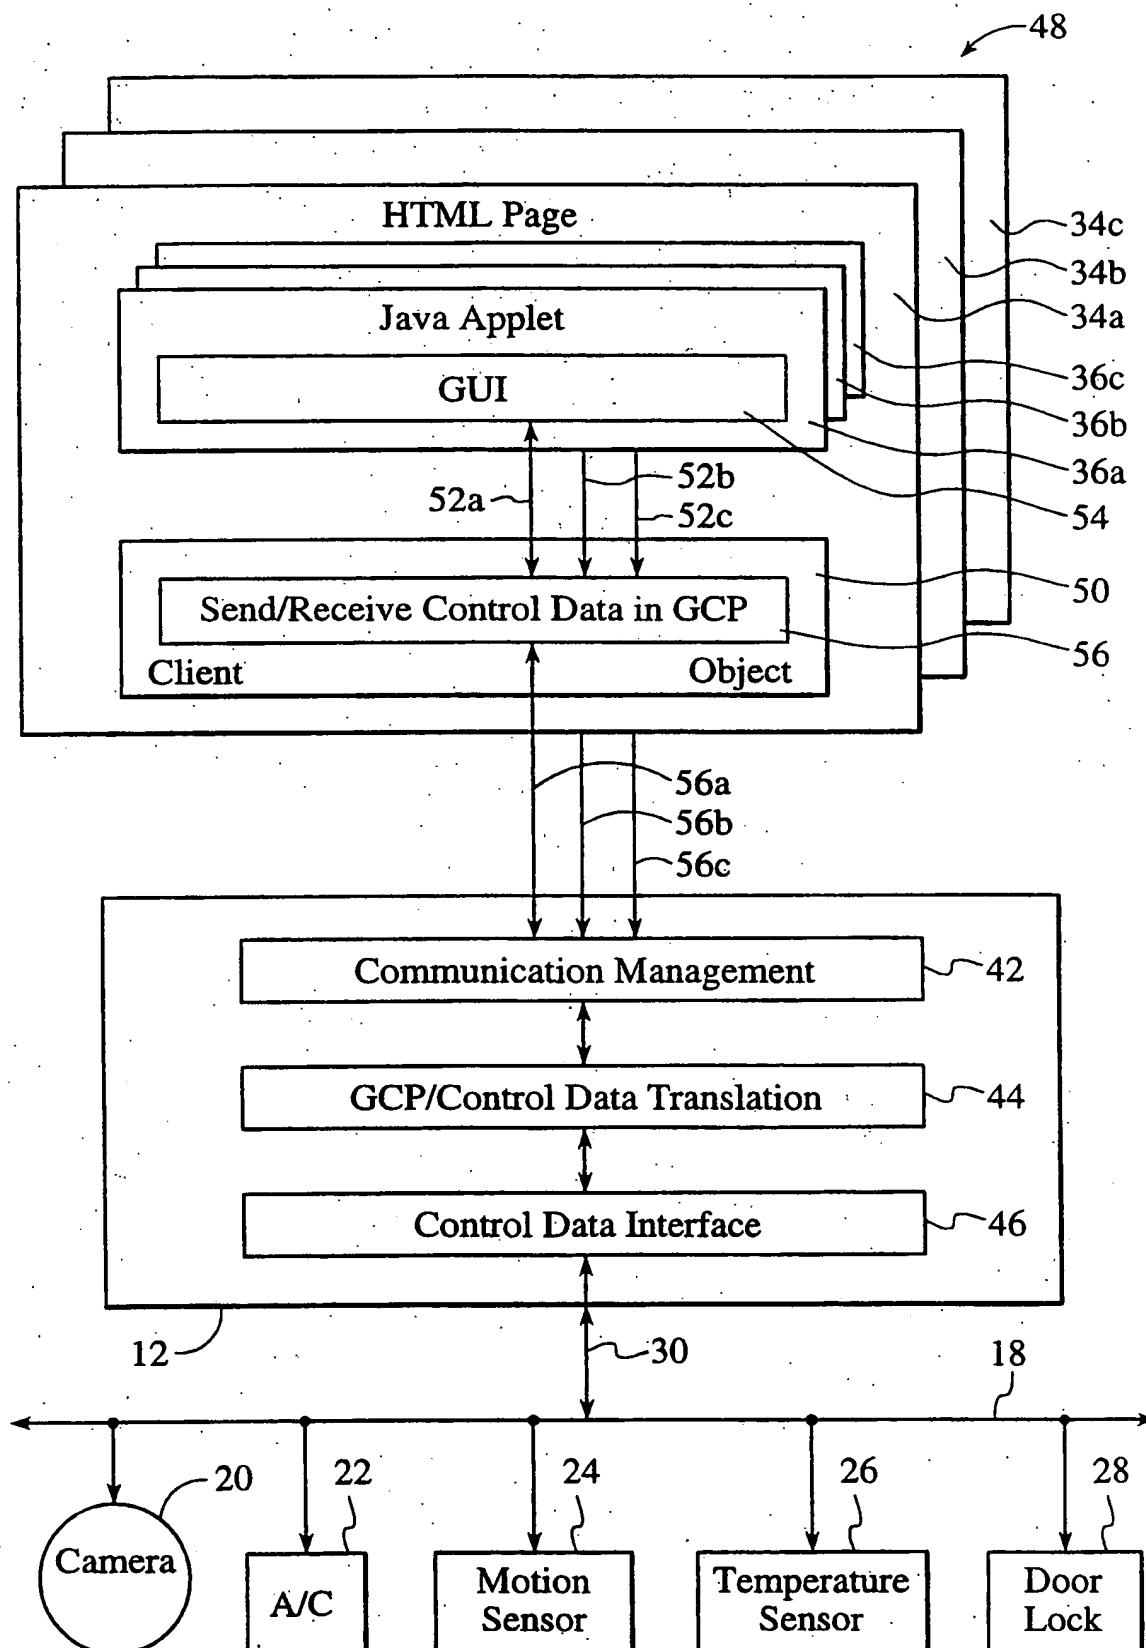 48
HTML Page
34c
34b
Java Applet
34a
GUI
36c
36b
36a
52a
52b
52c
54
50
Send/Receive Control Data in GCP
56
Client Object
56a
56b
56c
Communication Management
42
GCP/Control Data Translation
44
Control Data Interface
46
12
30
18
20
22
24
26
28
Camera
A/C
Motion
Sensor
Temperature
Sensor
Door
Lock